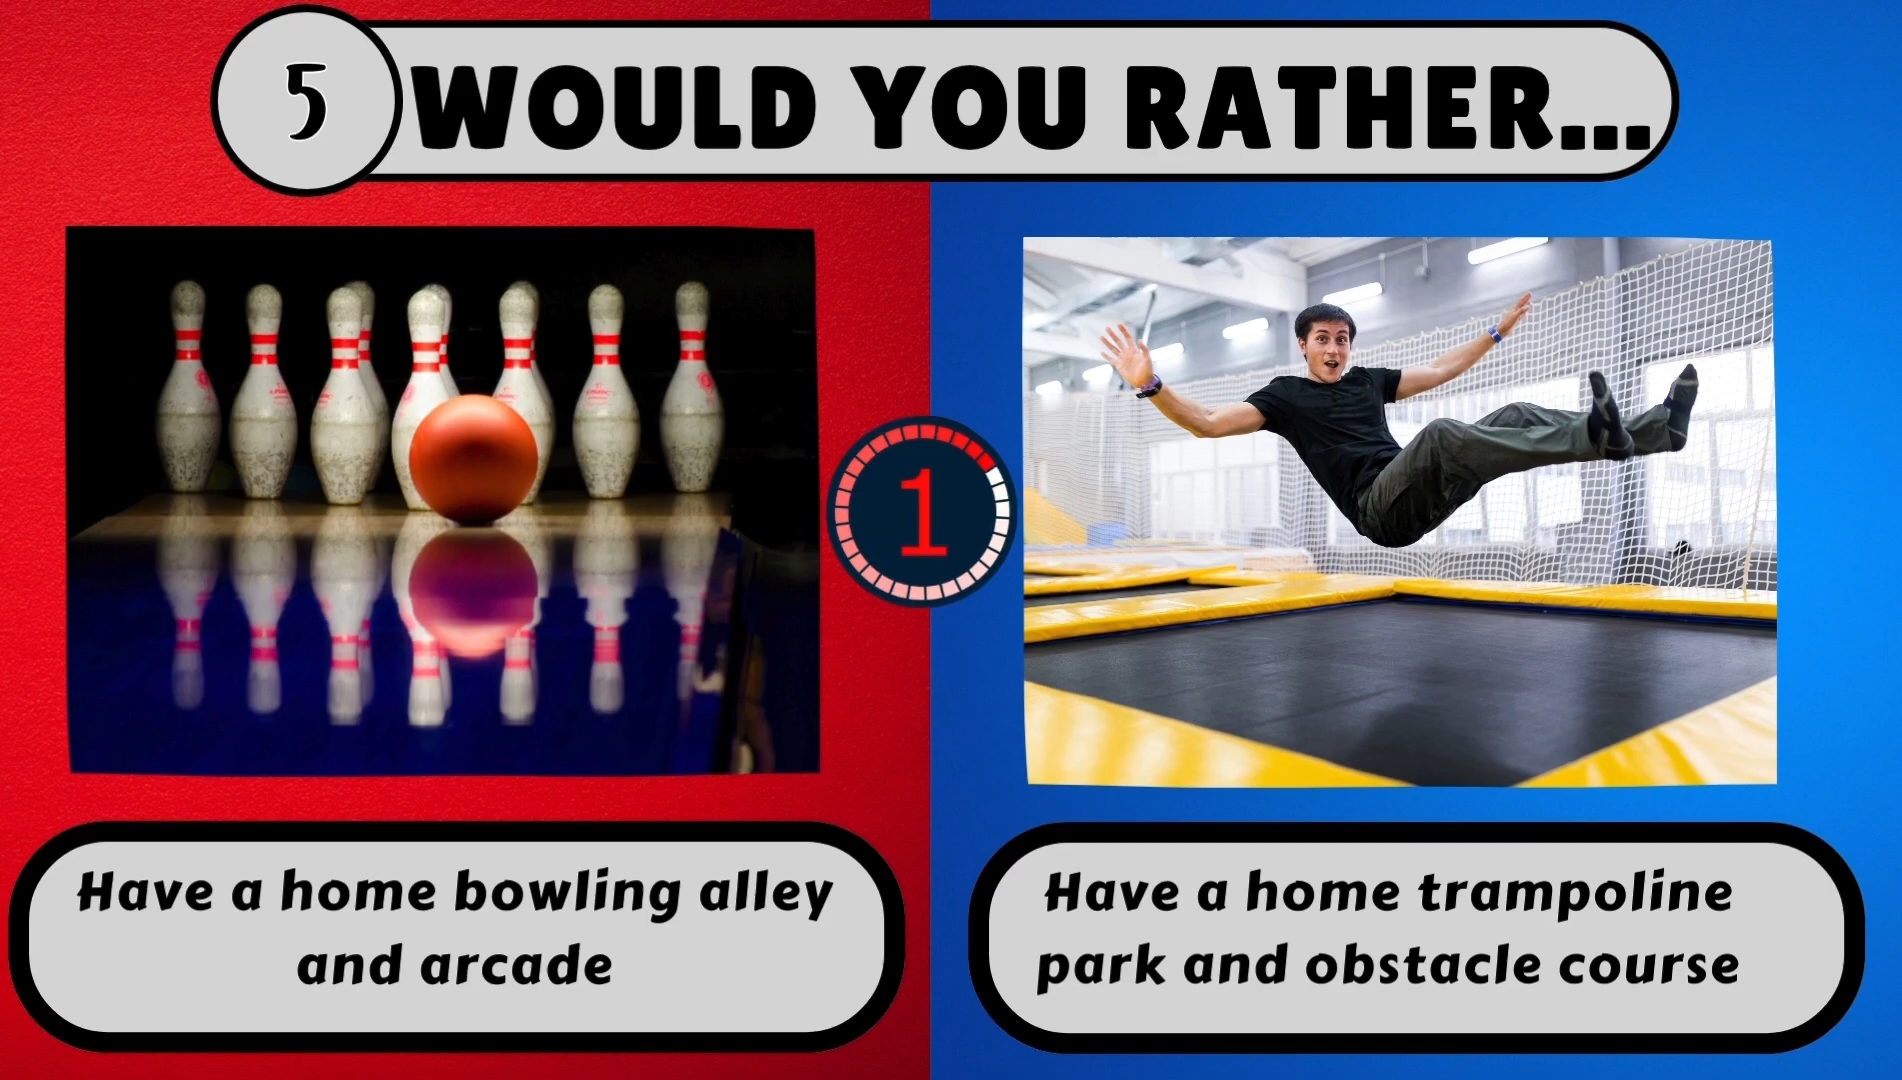 5
WOULD YOU RATHER...
1
Have a home bowling alley
and arcade
Have a home trampoline
park and obstacle course